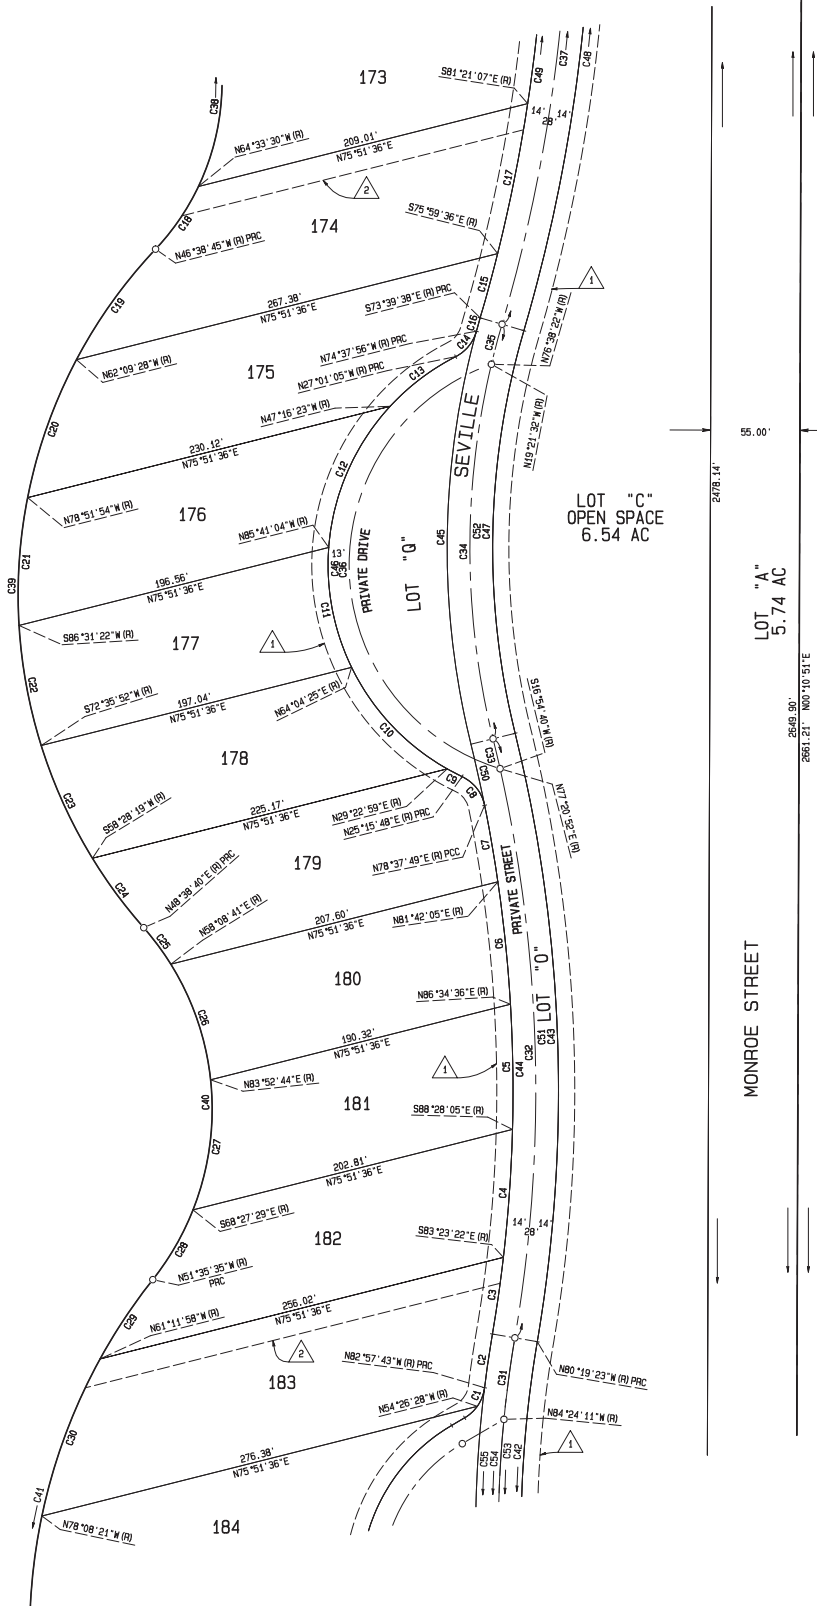 C49
C37
C48
S81°21'07"E (R)
173
C38
14'
28'
14'
N64°33'30"W (R)
209.01'
N75°51'36"E
2
C17
C18
174
S75°59'36"E (R)
N46°38'45"W (R) PRC
C19
267.38'
N75°51'36"E
C15
1
S73°39'38"E (R) PRC
C16
N76°38'22"W (R)
C35
N74°37'56"W (R) PRC
C14
N62°09'28"W (R)
175
N27°01'05"W (R) PRC
C13
N47°16'23"W (R)
N19°21'32"W (R)
C20
SEVILLE
55.00'
230.12'
N75°51'36"E
C12
2478.14'
N78°51'54"W (R)
176
LOT "C"
OPEN SPACE
6.54 AC
N85°41'04"W (R)
C21
C39
13'
C46
C36
PRIVATE DRIVE
LOT "Q"
C45
C34
C52
C47
196.56'
N75°51'36"E
LOT "A"
5.74 AC
C11
S86°31'22"W (R)
177
1
C22
S72°35'52"W (R)
197.04'
N75°51'36"E
N64°04'25"E (R)
S16°54'40"W (R)
2649.90'
2661.21' N00°10'51"E
C10
178
C33
C50
C23
S58°28'19"W (R)
225.17'
N75°51'36"E
C9
C8
N29°22'59"E (R)
N25°15'48"E (R) PRC
N77°20'52"E (R)
N78°37'49"E (R) PCC
C7
179
C24
N48°38'40"E (R) PRC
N58°08'41"E (R)
207.60'
N75°51'36"E
N81°42'05"E (R)
PRIVATE STREET
C25
C6
180
LOT "O"
MONROE STREET
N86°34'36"E (R)
C26
190.32'
N75°51'36"E
C51
C43
C32
C44
C5
N83°52'44"E (R)
1
C40
181
S88°28'05"E (R)
C27
202.81'
N75°51'36"E
C4
S68°27'29"E (R)
14'
28'
14'
182
S83°23'22"E (R)
C28
N51°35'35"W (R)
PRC
C29
N61°11'58"W (R)
256.02'
N75°51'36"E
C3
2
N82°57'43"W (R) PRC
C2
C31
N80°19'23"W (R) PRC
183
N54°26'28"W (R)
C1
N84°24'11"W (R)
C30
276.38'
N75°51'36"E
C55
C54
C53
C42
1
C41
N78°08'21"W (R)
184